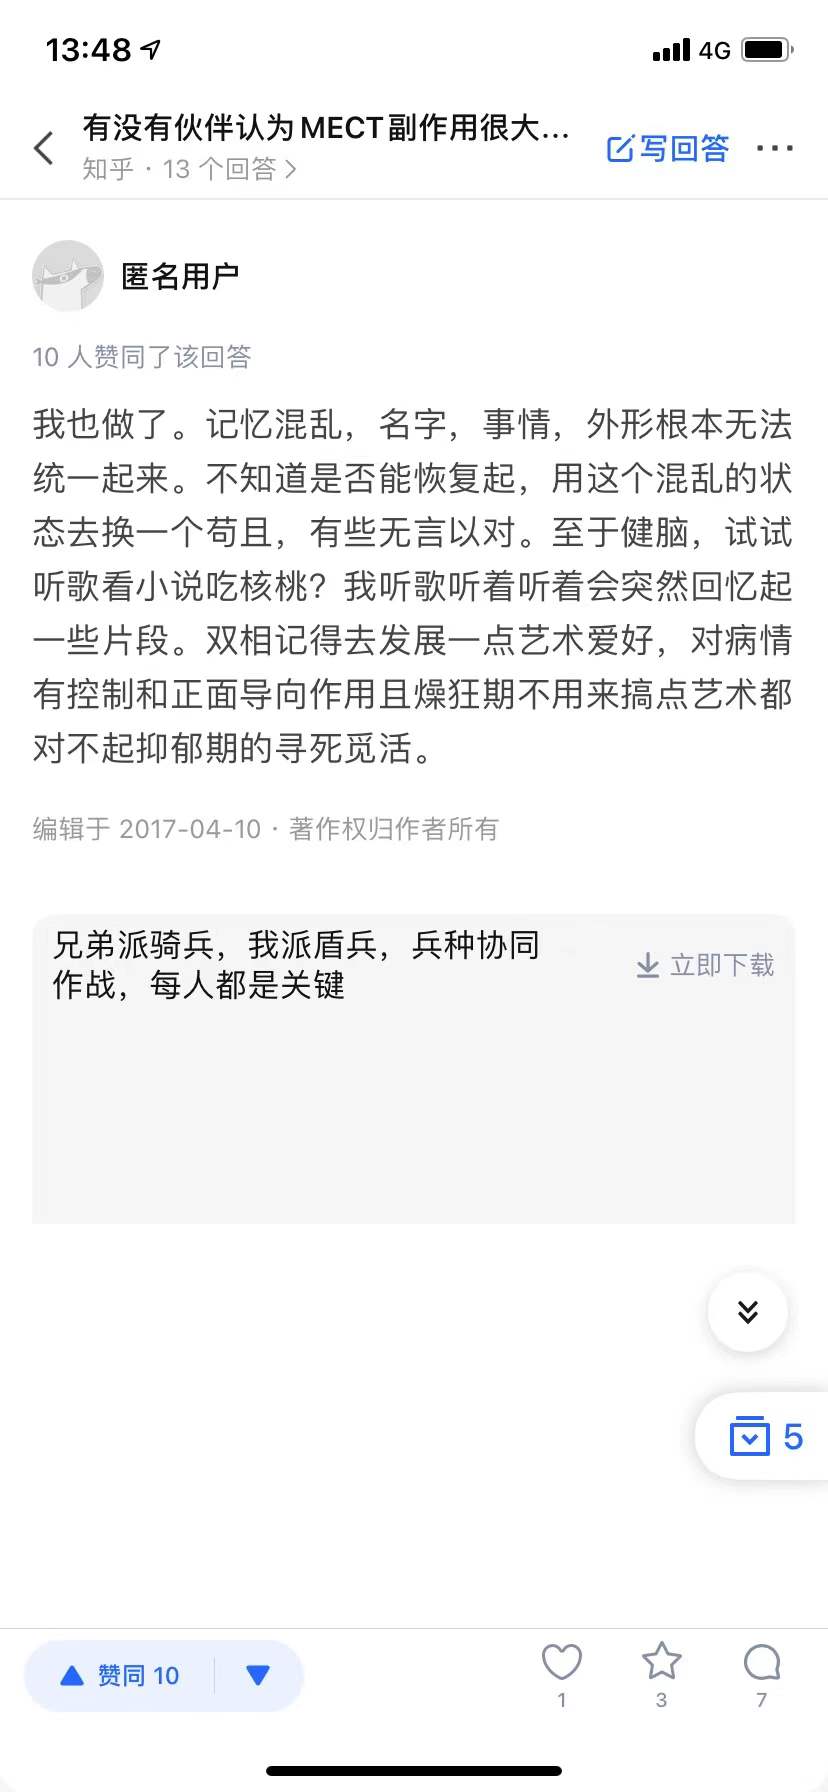 13:48
4G
有没有伙伴认为MECT副作用很大...
知乎 · 13 个回答
写回答
匿名用户
10 人赞同了该回答
我也做了。记忆混乱，名字，事情，外形根本无法
统一起来。不知道是否能恢复起，用这个混乱的状
态去换一个苟且，有些无言以对。至于健脑，试试
听歌看小说吃核桃？我听歌听着听着会突然回忆起
一些片段。双相记得去发展一点艺术爱好，对病情
有控制和正面导向作用且燥狂期不用来搞点艺术都
对不起抑郁期的寻死觅活。
编辑于 2017-04-10 · 著作权归作者所有
兄弟派骑兵，我派盾兵，兵种协同
作战，每人都是关键
立即下载
5
赞同 10
1
3
7